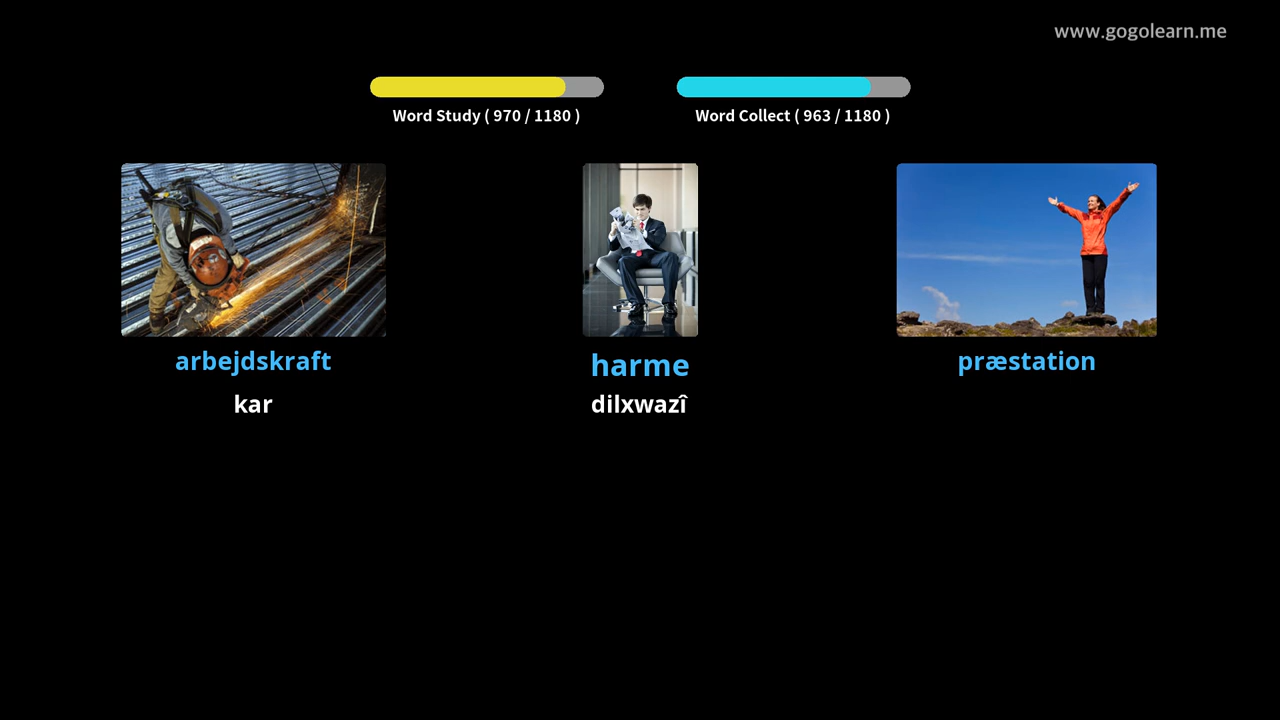 www.gogolearn.me
Word Study ( 970 / 1180 )
Word Collect ( 963 / 1180 )
arbejdskraft
harme
præstation
kar
dilxwazî